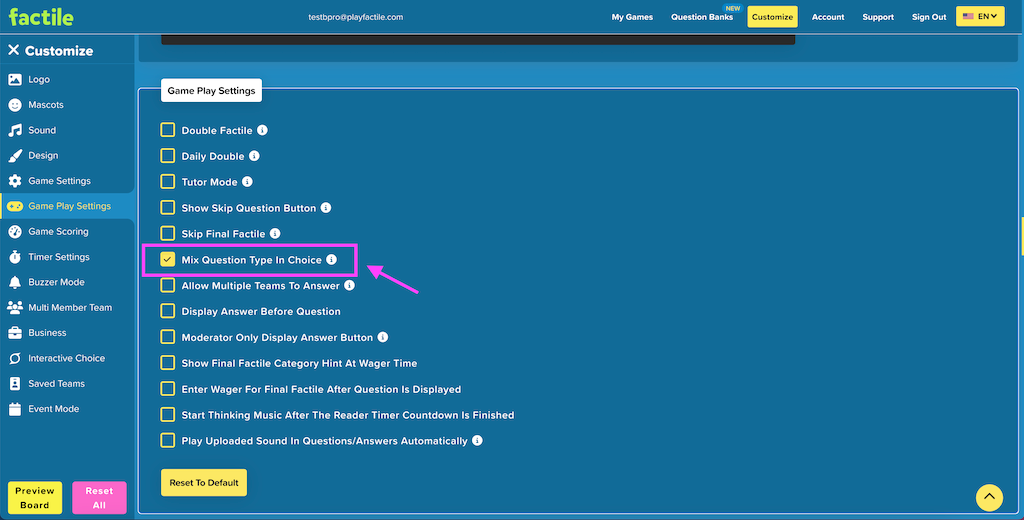 factile
testbpro@playfactile.com
My Games
Question Banks
NEW
Customize
Account
Support
Sign Out
EN
Customize
Logo
Mascots
Sound
Design
Game Settings
Game Play Settings
Game Scoring
Timer Settings
Buzzer Mode
Multi Member Team
Business
Interactive Choice
Saved Teams
Event Mode
Preview
Board
Reset
All
Game Play Settings
Double Factile
Daily Double
Tutor Mode
Show Skip Question Button
Skip Final Factile
Mix Question Type In Choice
Allow Multiple Teams To Answer
Display Answer Before Question
Moderator Only Display Answer Button
Show Final Factile Category Hint At Wager Time
Enter Wager For Final Factile After Question Is Displayed
Start Thinking Music After The Reader Timer Countdown Is Finished
Play Uploaded Sound In Questions/Answers Automatically
Reset To Default